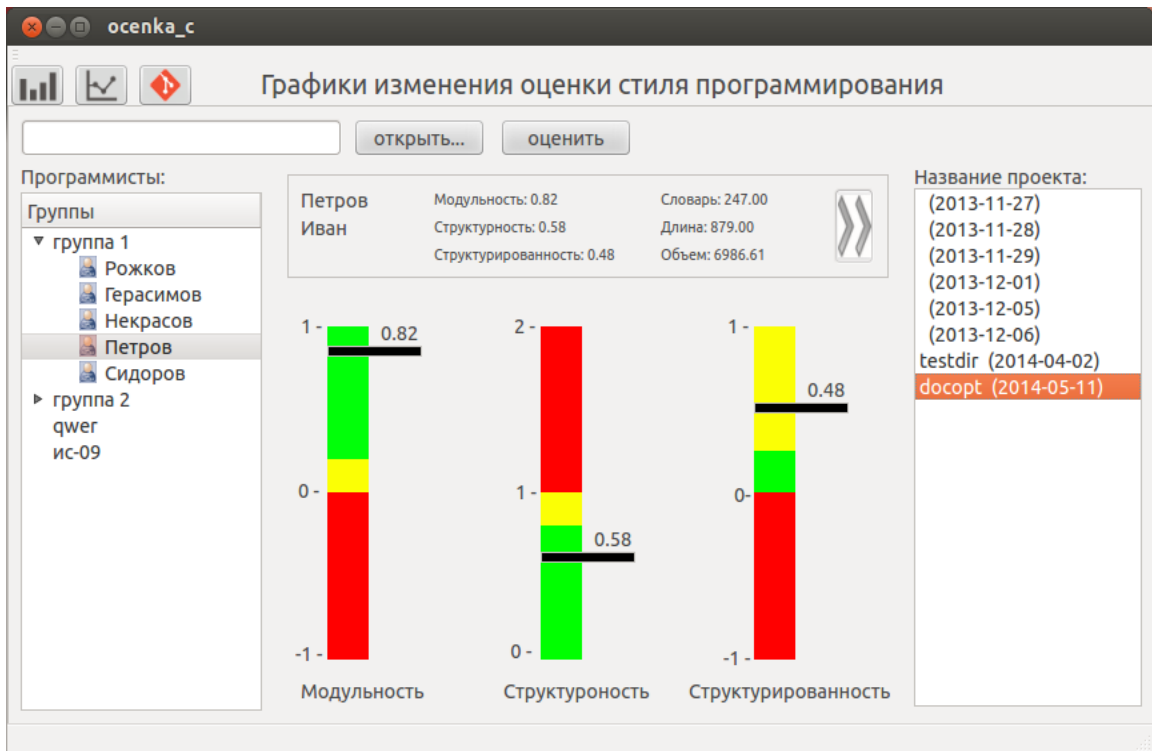 ocenka_c
Графики изменения оценки стиля программирования
открыть...
оценить
Программисты:
Группы
группа 1
Рожков
Герасимов
Некрасов
Петров
Сидоров
группа 2
qwer
ис-09
Петров
Иван
Модульность: 0.82
Структурность: 0.58
Структурированность: 0.48
Словарь: 247.00
Длина: 879.00
Объем: 6986.61
1 -
0.82
0 -
-1 -
Модульность
2 -
1 -
0.58
0 -
Структуроность
1 -
0.48
0-
-1 -
Структурированность
Название проекта:
(2013-11-27)
(2013-11-28)
(2013-11-29)
(2013-12-01)
(2013-12-05)
(2013-12-06)
testdir (2014-04-02)
docopt (2014-05-11)